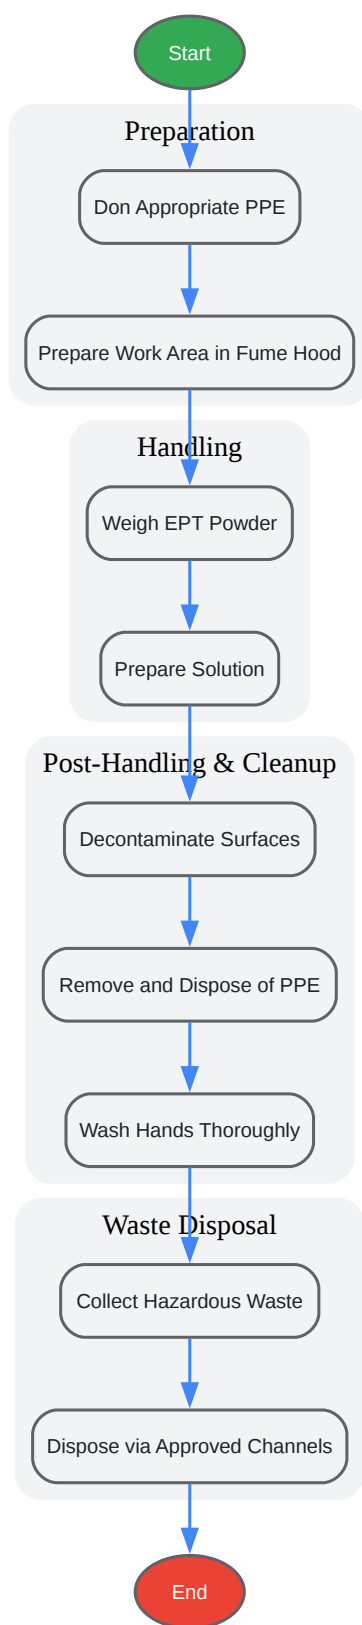 Start
Preparation
Don Appropriate PPE
Prepare Work Area in Fume Hood
Handling
Weigh EPT Powder
Prepare Solution
Post-Handling & Cleanup
Decontaminate Surfaces
Remove and Dispose of PPE
Wash Hands Thoroughly
Waste Disposal
Collect Hazardous Waste
Dispose via Approved Channels
End